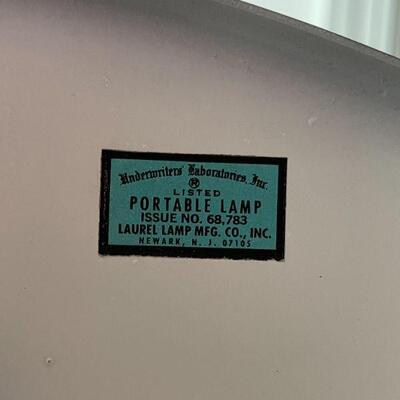 Underwriters' Laboratories, Inc.
®
LISTED
PORTABLE LAMP
ISSUE NO. 68,783
LAUREL LAMP MFG. CO., INC.
NEWARK, N. J. 07105